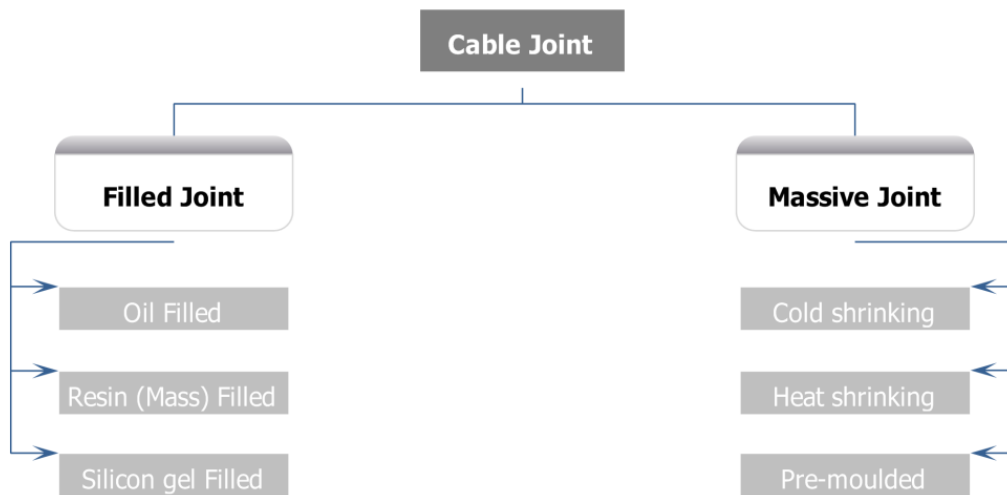 Cable Joint
Filled Joint
Massive Joint
Oil Filled
Cold shrinking
Resin (Mass) Filled
Heat shrinking
Silicon gel Filled
Pre-moulded